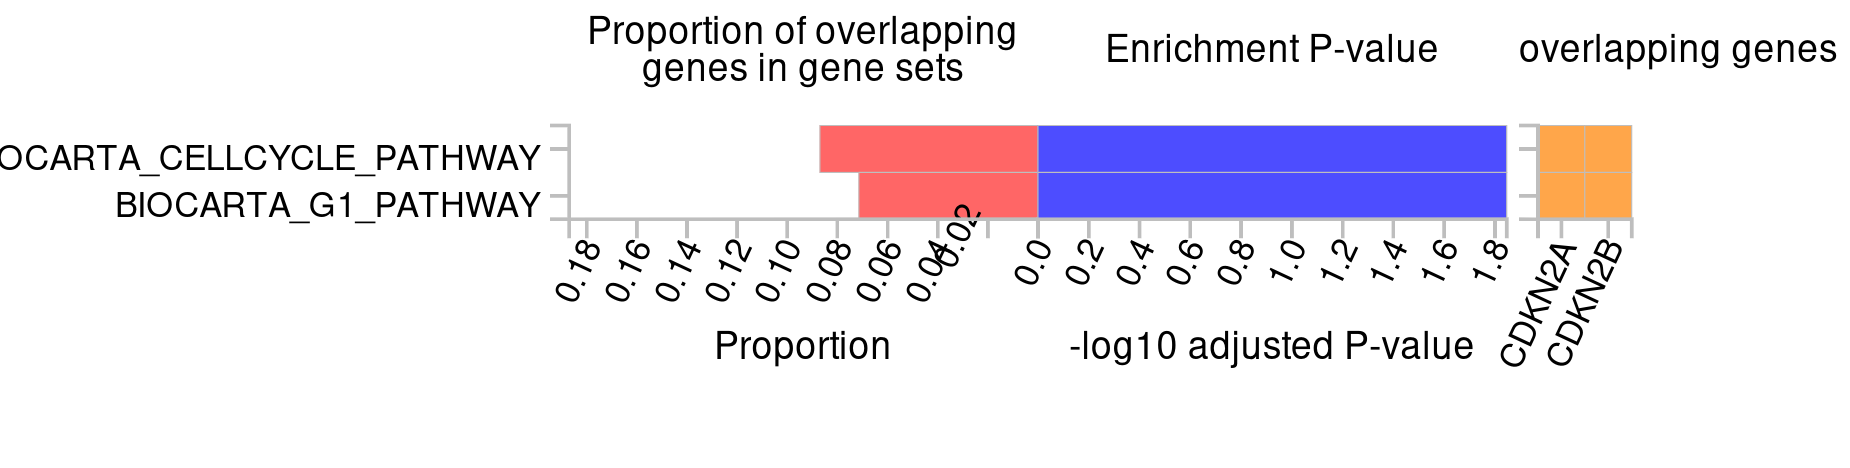 Proportion of overlapping
genes in gene sets
Enrichment P-value
overlapping genes
OCARTA_CELLCYCLE_PATHWAY
BIOCARTA_G1_PATHWAY
0.18
0.16
0.14
0.12
0.10
0.08
0.06
0.04
0.02
0.0
0.2
0.4
0.6
0.8
1.0
1.2
1.4
1.6
1.8
CDKN2A
CDKN2B
Proportion
-log10 adjusted P-value